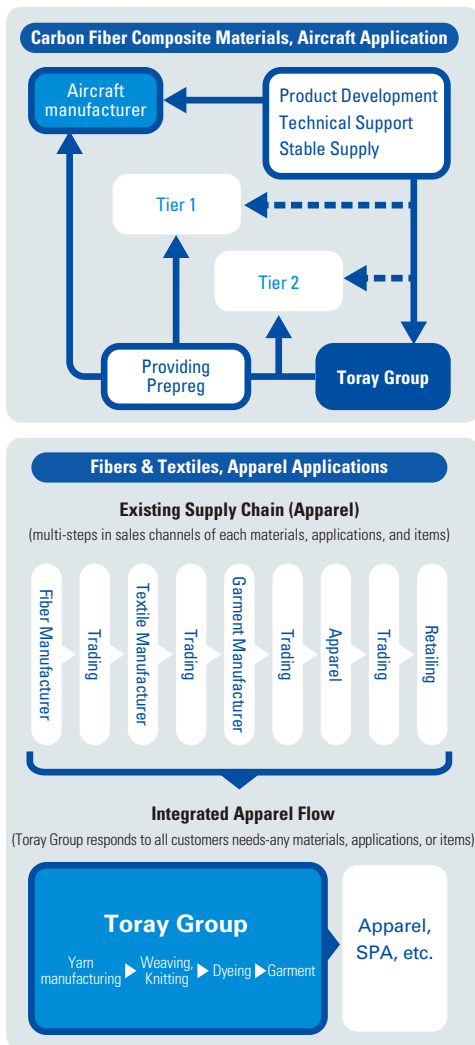 Carbon Fiber Composite Materials, Aircraft Application
Aircraft
manufacturer
Product Development
Technical Support
Stable Supply
Tier 1
Tier 2
Providing
Prepreg
Toray Group
Fibers & Textiles, Apparel Applications
Existing Supply Chain (Apparel)
(multi-steps in sales channels of each materials, applications, and items)
Fiber Manufacturer
Trading
Textile Manufacturer
Trading
Garment Manufacturer
Trading
Apparel
Trading
Retailing
Integrated Apparel Flow
(Toray Group responds to all customers needs-any materials, applications, or items)
Toray Group
Yarn
manufacturing
Weaving,
Knitting
Dyeing
Garment
Apparel,
SPA, etc.